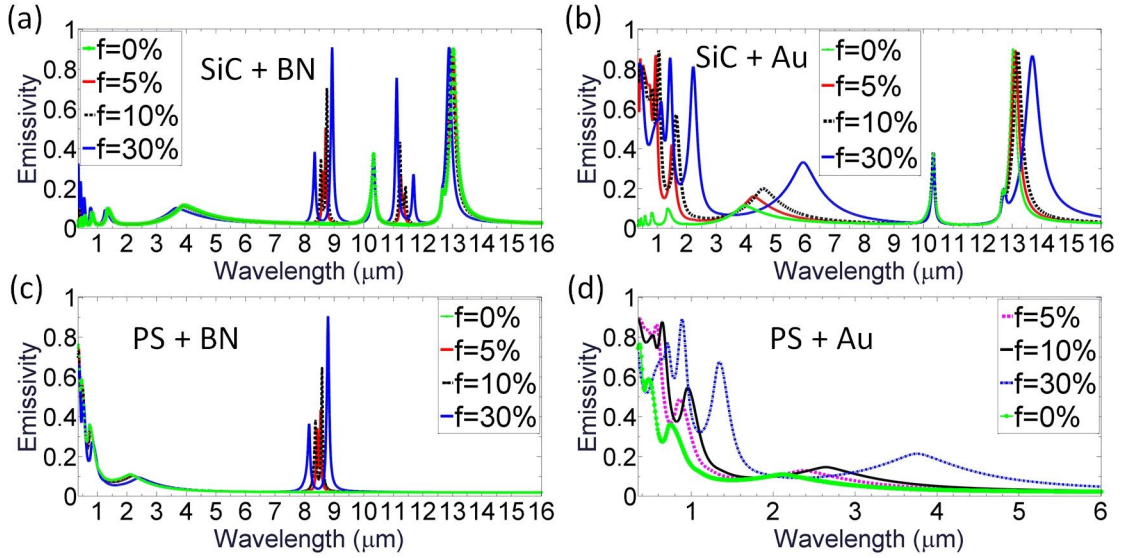 (a)
Emissivity
1
0.8
0.6
0.4
0.2
0
f=0%
f=5%
f=10%
f=30%
SiC + BN
1 2 3 4 5 6 7 8 9 10 11 12 13 14 15 16
Wavelength (μm)
(b)
Emissivity
1
0.8
0.6
0.4
0.2
0
SiC + Au
f=0%
f=5%
f=10%
f=30%
1 2 3 4 5 6 7 8 9 10 11 12 13 14 15 16
Wavelength (μm)
(c)
Emissivity
1
0.8
0.6
0.4
0.2
0
PS + BN
f=0%
f=5%
f=10%
f=30%
1 2 3 4 5 6 7 8 9 10 11 12 13 14 15 16
Wavelength (μm)
(d)
Emissivity
1
0.8
0.6
0.4
0.2
0
PS + Au
f=5%
f=10%
f=30%
f=0%
1 2 3 4 5 6
Wavelength (μm)